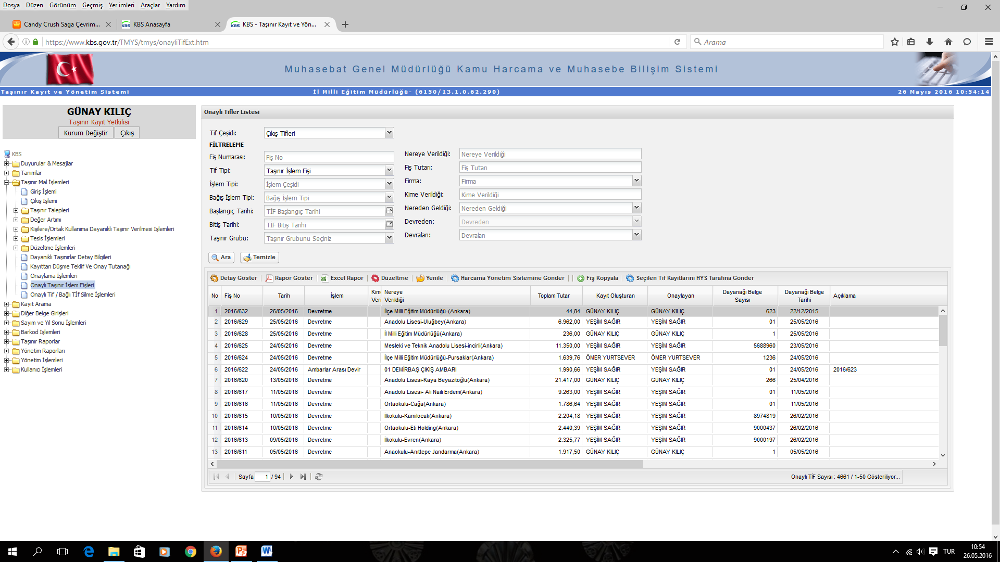 Dosya Düzen Görünüm Geçmiş Yer imleri Araçlar Yardım
Candy Crush Saga Çevrim... KBS Anasayfa KBS - Taşınır Kayıt ve Yön...
https://www.kbs.gov.tr/TMYS/tmys/onayliTifExt.htm Arama
Muhasebat Genel Müdürlüğü Kamu Harcama ve Muhasebe Bilişim Sistemi
Taşınır Kayıt ve Yönetim Sistemi İl Milli Eğitim Müdürlüğü- (6150/13.1.0.62.290) 26 Mayıs 2016 10:54:14
GÜNAY KILIÇ
Taşınır Kayıt Yetkilisi
Kurum Değiştir Çıkış
KBS
Duyurular & Mesajlar
Tanımlar
Taşınır Mal İşlemleri
Giriş İşlemi
Çıkış İşlemi
Taşınır Talepleri
Değer Artımı
Kişilere/Ortak Kullanıma Dayanıklı Taşınır Verilmesi İşlemleri
Tesis İşlemleri
Düzeltme İşlemleri
Dayanıklı Taşınırlar Detay Bilgileri
Kayıttan Düşme Teklif Ve Onay Tutanağı
Onaylama İşlemleri
Onaylı Taşınır İşlem Fişleri
Onaylı Tif / Bağlı Tİf Silme İşlemleri
Kayıt Arama
Diğer Belge Girişleri
Sayım ve Yıl Sonu İşlemleri
Barkod İşlemleri
Taşınır Raporlar
Yönetim Raporları
Yönetim İşlemleri
Kullanıcı İşlemleri
Onaylı Tifler Listesi
Tif Çeşidi: Çıkış Tifleri
FİLTRELEME
Fiş Numarası: Fiş No Nereye Verildiği: Nereye Verildiği
Tif Tipi: Taşınır İşlem Fişi Fiş Tutarı: Fiş Tutarı
İşlem Tipi: İşlem Çeşidi Firma: Firma
Bağış İşlem Tipi: Bağış İşlem Tipi Kime Verildiği: Kime Verildiği
Başlangıç Tarihi: TİF Başlangıç Tarihi Nereden Geldiği: Nereden Geldiği
Bitiş Tarihi: TİF Bitiş Tarihi Devreden: Devreden
Taşınır Grubu: Taşınır Grubunu Seçiniz Devralan: Devralan
Ara Temizle
Detay Göster Rapor Göster Excel Rapor Düzeltme Yenile Harcama Yönetim Sistemine Gönder Fiş Kopyala Seçilen Tif Kayıtlarını HYS Tarafına Gönder
No Fiş No Tarih İşlem Kim Veri Nereye Verildiği Toplam Tutar Kayıt Oluşturan Onaylayan Dayanağı Belge Sayısı Dayanağı Belge Tarihi Açıklama
1 2016/632 26/05/2016 Devretme İlçe Milli Eğitim Müdürlüğü-(Ankara) 44,84 GÜNAY KILIÇ GÜNAY KILIÇ 623 22/12/2015
2 2016/629 25/05/2016 Devretme Anadolu Lisesi-Uluğbey(Ankara) 6.962,00 YEŞİM SAĞIR YEŞİM SAĞIR 01 25/05/2016
3 2016/628 25/05/2016 Devretme İl Milli Eğitim Müdürlüğü(Ankara) 236,00 GÜNAY KILIÇ GÜNAY KILIÇ 1 25/05/2016
4 2016/625 24/05/2016 Devretme Mesleki ve Teknik Anadolu Lisesi-incirli(Ankara) 11.350,00 YEŞİM SAĞIR YEŞİM SAĞIR 5688960 23/05/2016
5 2016/624 24/05/2016 Devretme İlçe Milli Eğitim Müdürlüğü-Pursaklar(Ankara) 1.639,76 ÖMER YURTSEVER ÖMER YURTSEVER 1236 24/05/2016
6 2016/622 24/05/2016 Ambarlar Arası Devir 01 DEMİRBAŞ ÇIKIŞ AMBARI 1.990,66 YEŞİM SAĞIR YEŞİM SAĞIR 01 24/05/2016 2016/623
7 2016/620 13/05/2016 Devretme Anadolu Lisesi-Kaya Beyazıtoğlu(Ankara) 21.417,00 GÜNAY KILIÇ GÜNAY KILIÇ 266 25/04/2016
8 2016/617 11/05/2016 Devretme Anadolu Lisesi- Ali Naili Erdem(Ankara) 9.263,00 YEŞİM SAĞIR YEŞİM SAĞIR 01 11/05/2016
9 2016/616 11/05/2016 Devretme Ortaokulu-Cağa(Ankara) 1.786,64 YEŞİM SAĞIR YEŞİM SAĞIR 01 11/05/2016
10 2016/615 10/05/2016 Devretme İlkokulu-Kamilocak(Ankara) 2.204,18 YEŞİM SAĞIR YEŞİM SAĞIR 8974819 26/02/2016
11 2016/614 10/05/2016 Devretme Ortaokulu-Eti Holding(Ankara) 2.440,39 YEŞİM SAĞIR YEŞİM SAĞIR 9000437 26/02/2016
12 2016/613 09/05/2016 Devretme İlkokulu-Evren(Ankara) 2.325,77 YEŞİM SAĞIR YEŞİM SAĞIR 9000197 26/02/2016
13 2016/611 05/05/2016 Devretme Anaokulu-Anıttepe Jandarma(Ankara) 1.917,50 GÜNAY KILIÇ GÜNAY KILIÇ 1 05/05/2016
Sayfa 1 / 94 Onaylı TİF Sayısı : 4661 / 1-50 Gösteriliyor...
TUR 10:54
26.05.2016